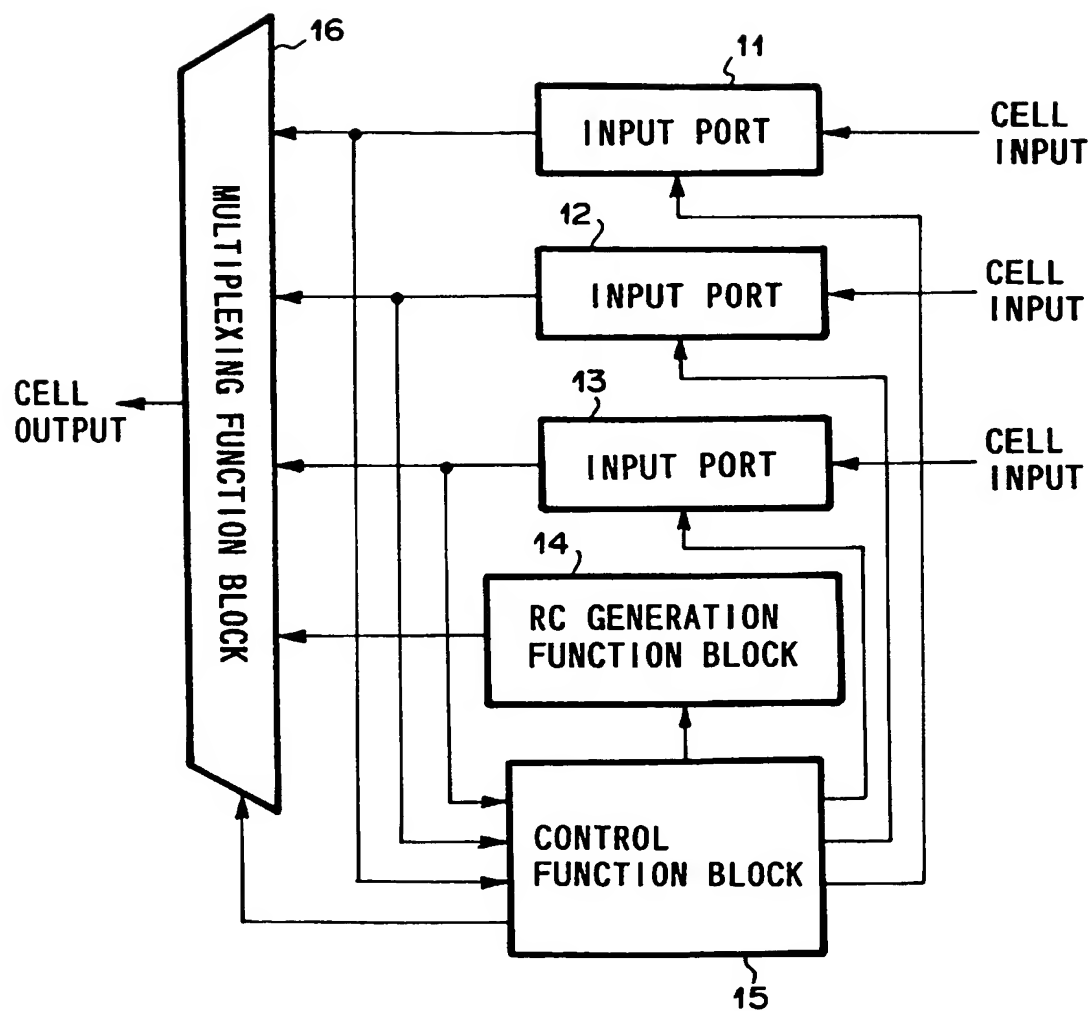 16
11
INPUT PORT
CELL
INPUT
12
INPUT PORT
CELL
INPUT
MULTIPLEXING FUNCTION BLOCK
CELL
OUTPUT
13
INPUT PORT
CELL
INPUT
14
RC GENERATION
FUNCTION BLOCK
CONTROL
FUNCTION BLOCK
15